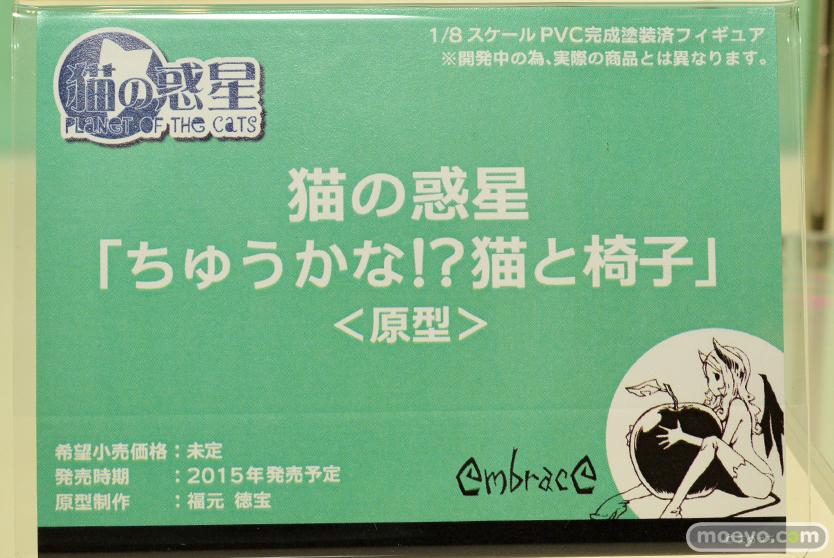 1/8 スケール PVC完成塗装済フィギュア
※開発中の為、実際の商品とは異なります。
猫の惑星
PLANET OF THE CATS
猫の惑星
「ちゅうかな!?猫と椅子」
＜原型＞
希望小売価格：未定
発売時期　：2015年発売予定
原型制作　：福元 徳宝
embrace
moeyo.com